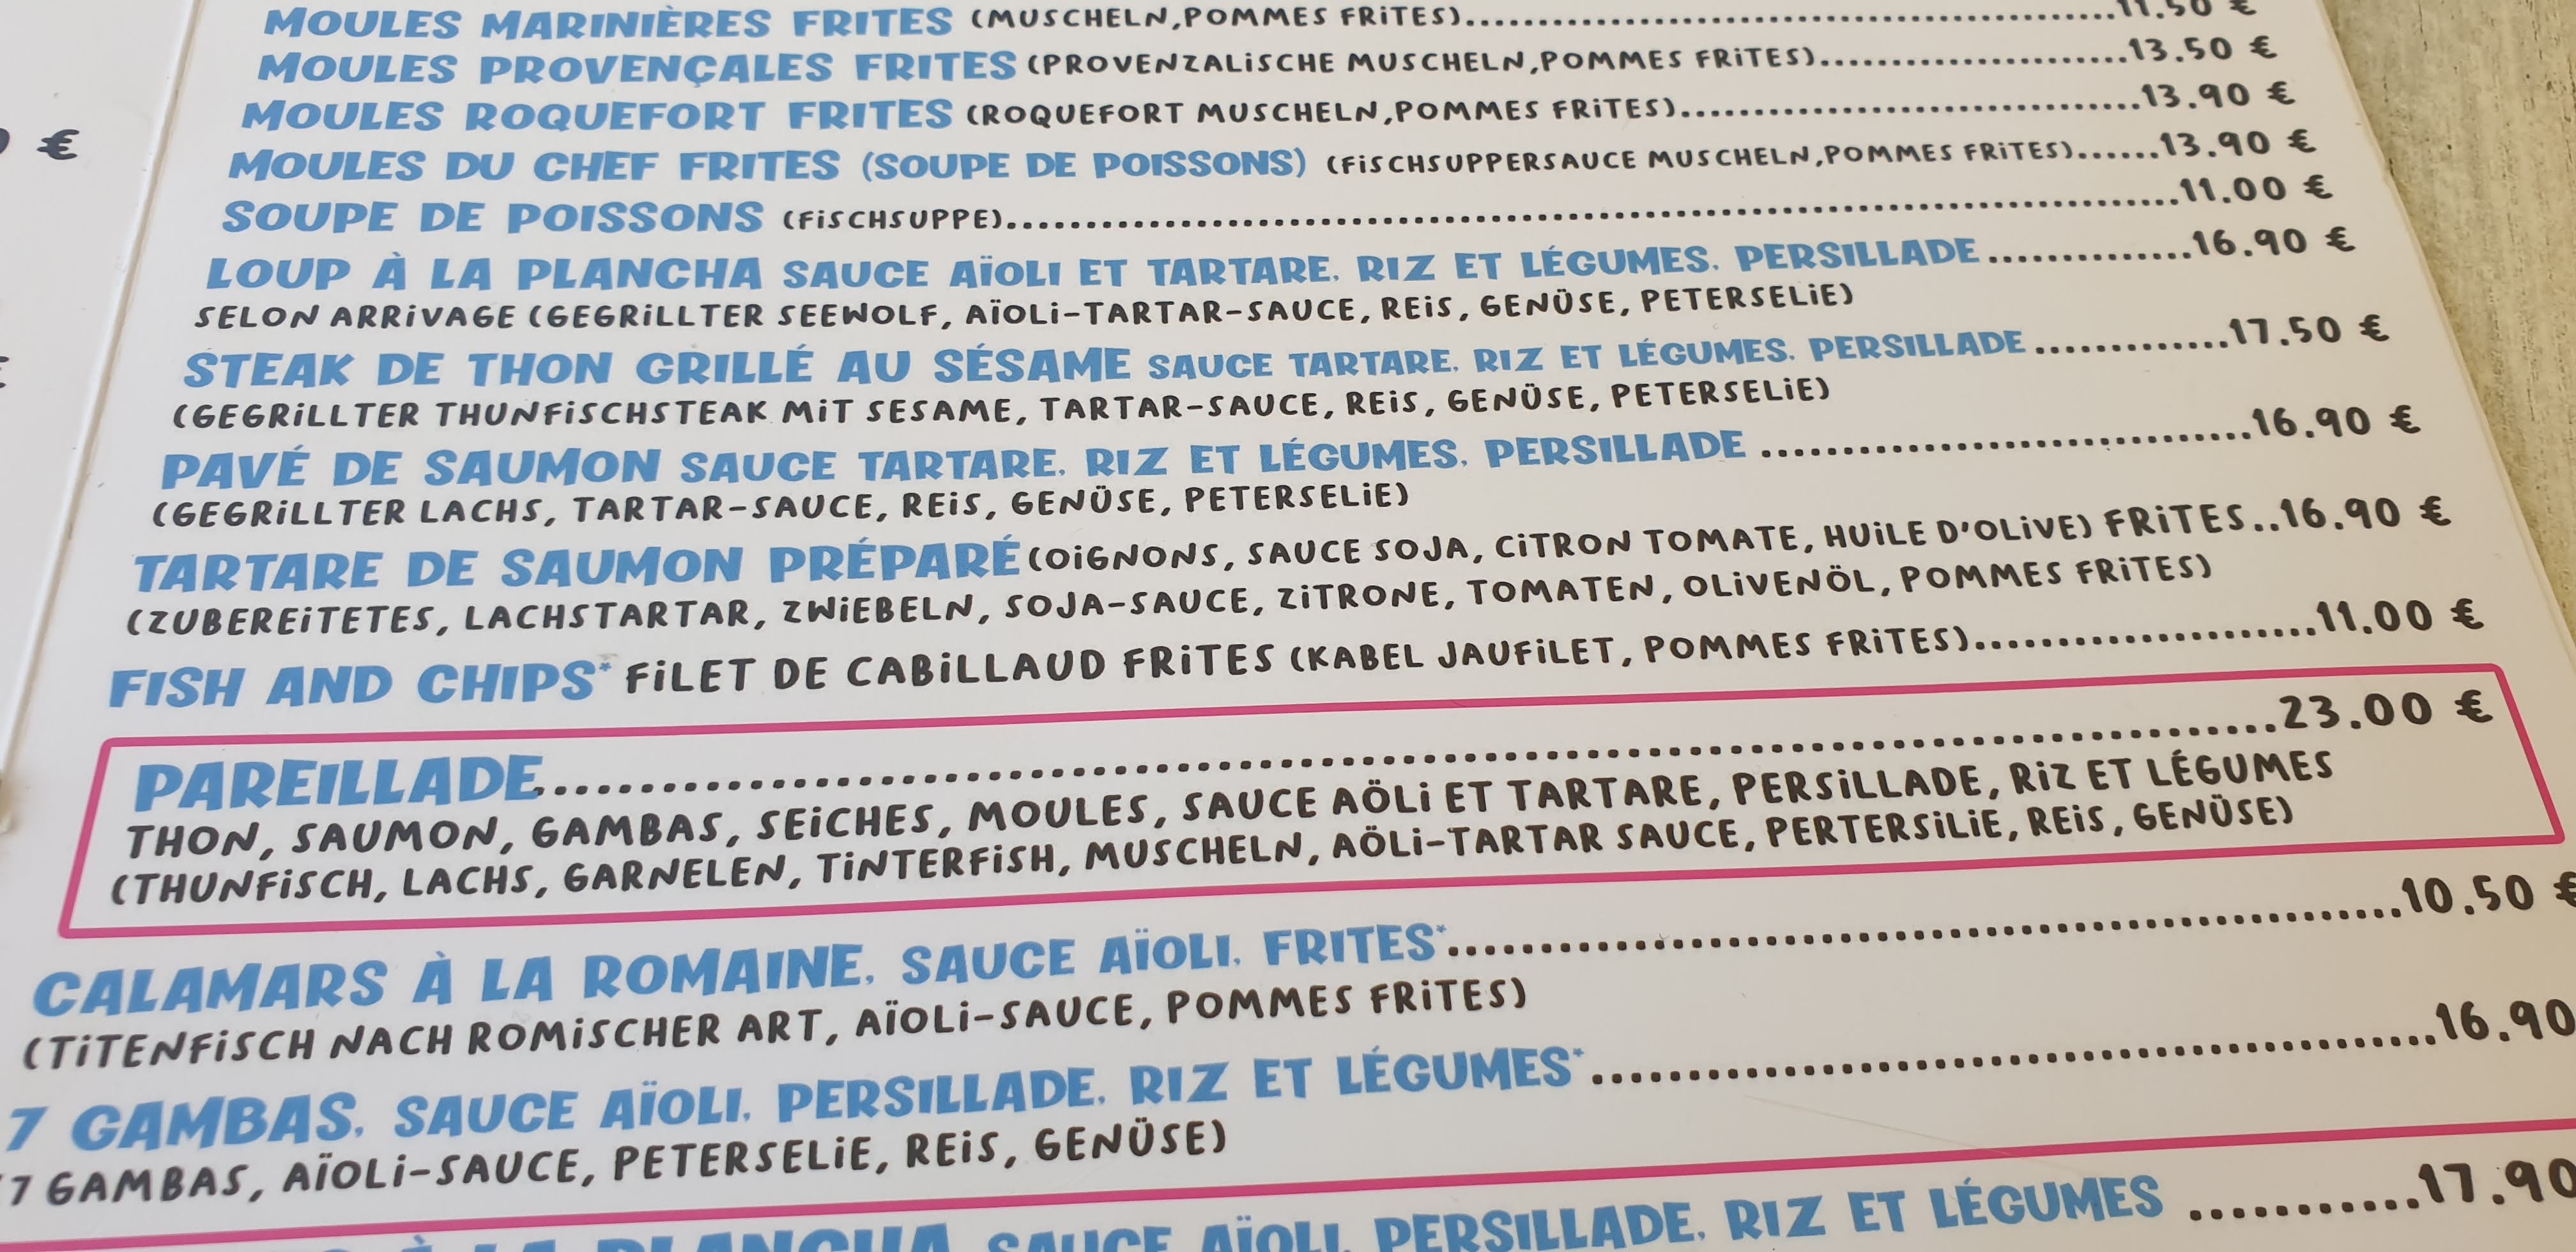 MOULES MARINIÈRES FRITES (MUSCHELN,POMMES FRITES)..........11.50 €
MOULES PROVENÇALES FRITES (PROVENZALISCHE MUSCHELN,POMMES FRITES)..........13.50 €
MOULES ROQUEFORT FRITES (ROQUEFORT MUSCHELN,POMMES FRITES)..........13.90 €
€
MOULES DU CHEF FRITES (SOUPE DE POISSONS) (FISCHSUPPERSAUCE MUSCHELN,POMMES FRITES)......13.90 €
SOUPE DE POISSONS (FISCHSUPPE)..........11.00 €
LOUP À LA PLANCHA SAUCE AÏOLI ET TARTARE, RIZ ET LÉGUMES, PERSILLADE..........16.90 €
SELON ARRIVAGE (GEGRILLTER SEEWOLF, AÏOLI-TARTAR-SAUCE, REIS, GENÜSE, PETERSELIE)
STEAK DE THON GRILLÉ AU SÉSAME SAUCE TARTARE, RIZ ET LÉGUMES, PERSILLADE..........17.50 €
(GEGRILLTER THUNFISCHSTEAK MIT SESAME, TARTAR-SAUCE, REIS, GENÜSE, PETERSELIE)
PAVÉ DE SAUMON SAUCE TARTARE, RIZ ET LÉGUMES, PERSILLADE ..........16.90 €
(GEGRILLTER LACHS, TARTAR-SAUCE, REIS, GENÜSE, PETERSELIE)
TARTARE DE SAUMON PRÉPARÉ (OIGNONS, SAUCE SOJA, CITRON TOMATE, HUILE D'OLIVE) FRITES..16.90 €
(ZUBEREITETES, LACHSTARTAR, ZWIEBELN, SOJA-SAUCE, ZITRONE, TOMATEN, OLIVENÖL, POMMES FRITES)
FISH AND CHIPS* FILET DE CABILLAUD FRITES (KABEL JAUFILET, POMMES FRITES)..........11.00 €
PAREILLADE..........23.00 €
THON, SAUMON, GAMBAS, SEICHES, MOULES, SAUCE AÖLI ET TARTARE, PERSILLADE, RIZ ET LÉGUMES
(THUNFISCH, LACHS, GARNELEN, TINTERFISH, MUSCHELN, AÖLI-TARTAR SAUCE, PERTERSILIE, REIS, GENÜSE)
CALAMARS À LA ROMAINE, SAUCE AÏOLI, FRITES*..........10.50 €
(TITENFISCH NACH ROMISCHER ART, AÏOLI-SAUCE, POMMES FRITES)
7 GAMBAS, SAUCE AÏOLI, PERSILLADE, RIZ ET LÉGUMES*..........16.90
(7 GAMBAS, AÏOLI-SAUCE, PETERSELIE, REIS, GENÜSE)
À LA PLANCHA SAUCE AÏOLI, PERSILLADE, RIZ ET LÉGUMES ..........17.90